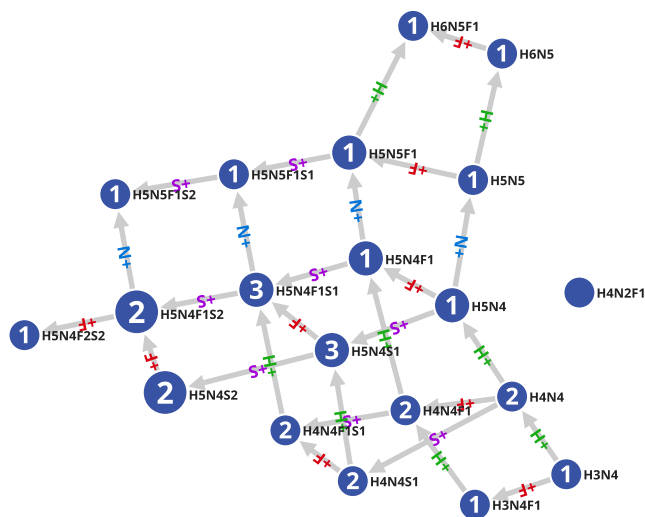 1 H6N5F1
F+
1 H6N5
H+
H+
1 H5N5F1
S+
1 H5N5F1S1
S+
1 H5N5F1S2
F+
1 H5N5
N+
N+
N+
N+
1 H5N4F1
S+
3 H5N4F1S1
S+
2 H5N4F1S2
F+
1 H5N4F2S2
F+
1 H5N4
1 H4N2F1
F+
S+
3 H5N4S1
F+
S+
2 H5N4S2
H+
H+
H+
H+
2 H4N4
F+
2 H4N4F1
S+
2 H4N4F1S1
S+
F+
2 H4N4S1
H+
H+
1 H3N4
F+
1 H3N4F1